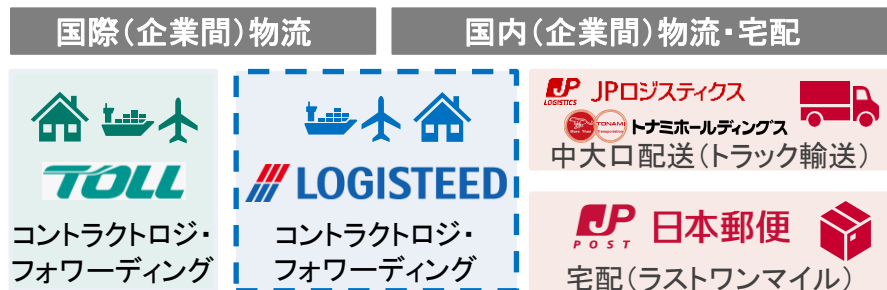 国際(企業間)物流
国内(企業間)物流・宅配
TOLL
コントラクトロジ・
フォワーディング
LOGISTEED
コントラクトロジ・
フォワーディング
JP
LOGISTICS
JPロジスティクス
TONAMI
トナミホールディングス
中大口配送(トラック輸送)
JP
POST
日本郵便
宅配(ラストワンマイル)